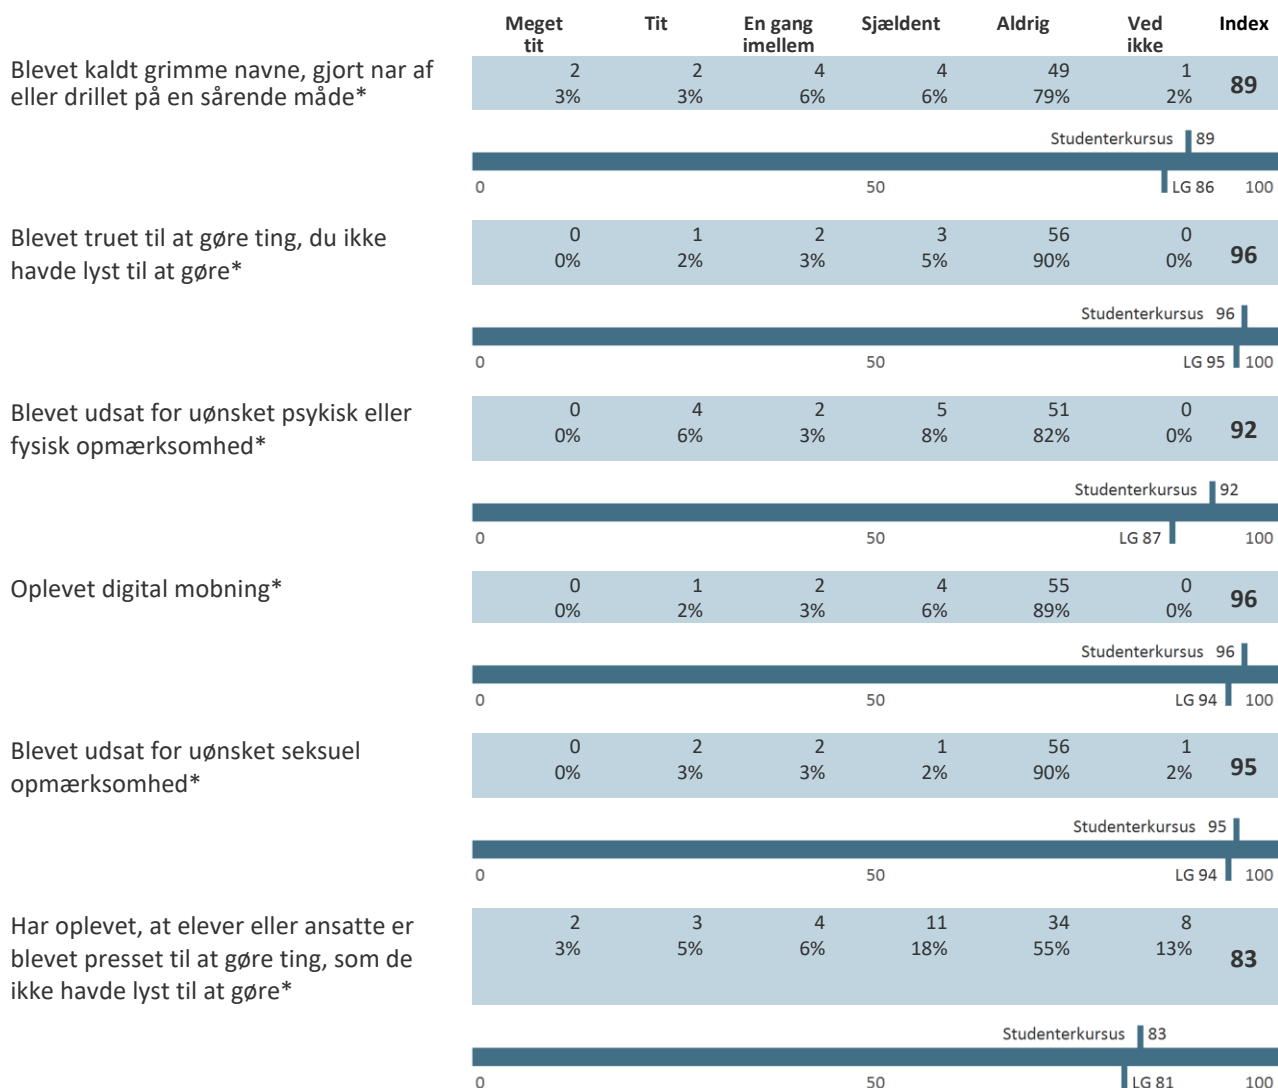 Meget tit Tit En gang imellem Sjældent Aldrig Ved ikke Index
Blevet kaldt grimme navne, gjort nar af 2 2 4 4 49 1 89
eller drillet på en sårende måde* 3% 3% 6% 6% 79% 2%
Studenterkursus 89
0 50 LG 86 100
Blevet truet til at gøre ting, du ikke 0 1 2 3 56 0 96
havde lyst til at gøre* 0% 2% 3% 5% 90% 0%
Studenterkursus 96
0 50 LG 95 100
Blevet udsat for uønsket psykisk eller 0 4 2 5 51 0 92
fysisk opmærksomhed* 0% 6% 3% 8% 82% 0%
Studenterkursus 92
0 50 LG 87 100
Oplevet digital mobning* 0 1 2 4 55 0 96
0% 2% 3% 6% 89% 0%
Studenterkursus 96
0 50 LG 94 100
Blevet udsat for uønsket seksuel 0 2 2 1 56 1 95
opmærksomhed* 0% 3% 3% 2% 90% 2%
Studenterkursus 95
0 50 LG 94 100
Har oplevet, at elever eller ansatte er 2 3 4 11 34 8 83
blevet presset til at gøre ting, som de 3% 5% 6% 18% 55% 13%
ikke havde lyst til at gøre*
Studenterkursus 83
0 50 LG 81 100